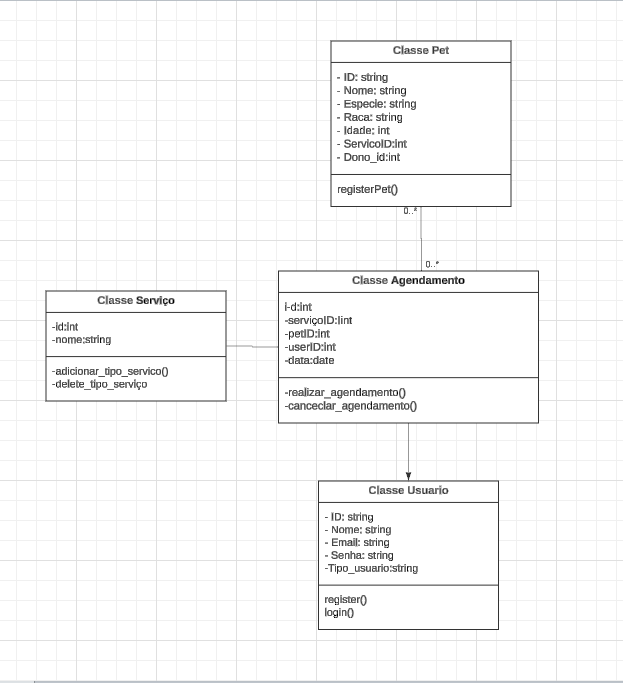 Classe Pet
- ID: string
- Nome: string
- Especie: string
- Raca: string
- Idade: int
- ServicoID:int
- Dono_id:int
registerPet()
0..*
0..*
Classe Agendamento
i-d:int
-serviçoID:Iint
-petID:int
-userID:int
-data:date
-realizar_agendamento()
-canceclar_agendamento()
Classe Serviço
-id:int
-nome:string
-adicionar_tipo_servico()
-delete_tipo_serviço
Classe Usuario
- ID: string
- Nome: string
- Email: string
- Senha: string
-Tipo_usuario:string
register()
login()